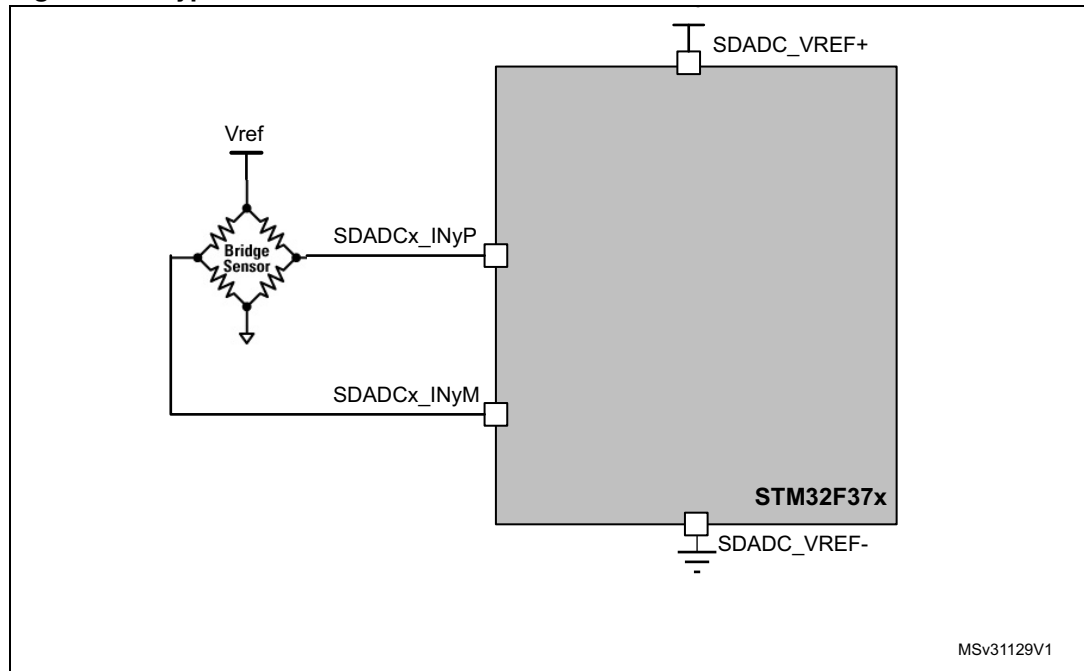 SDADC_VREF+
Vref
SDADCx_INyP
Bridge
Sensor
SDADCx_INyM
STM32F37x
SDADC_VREF-
MSv31129V1